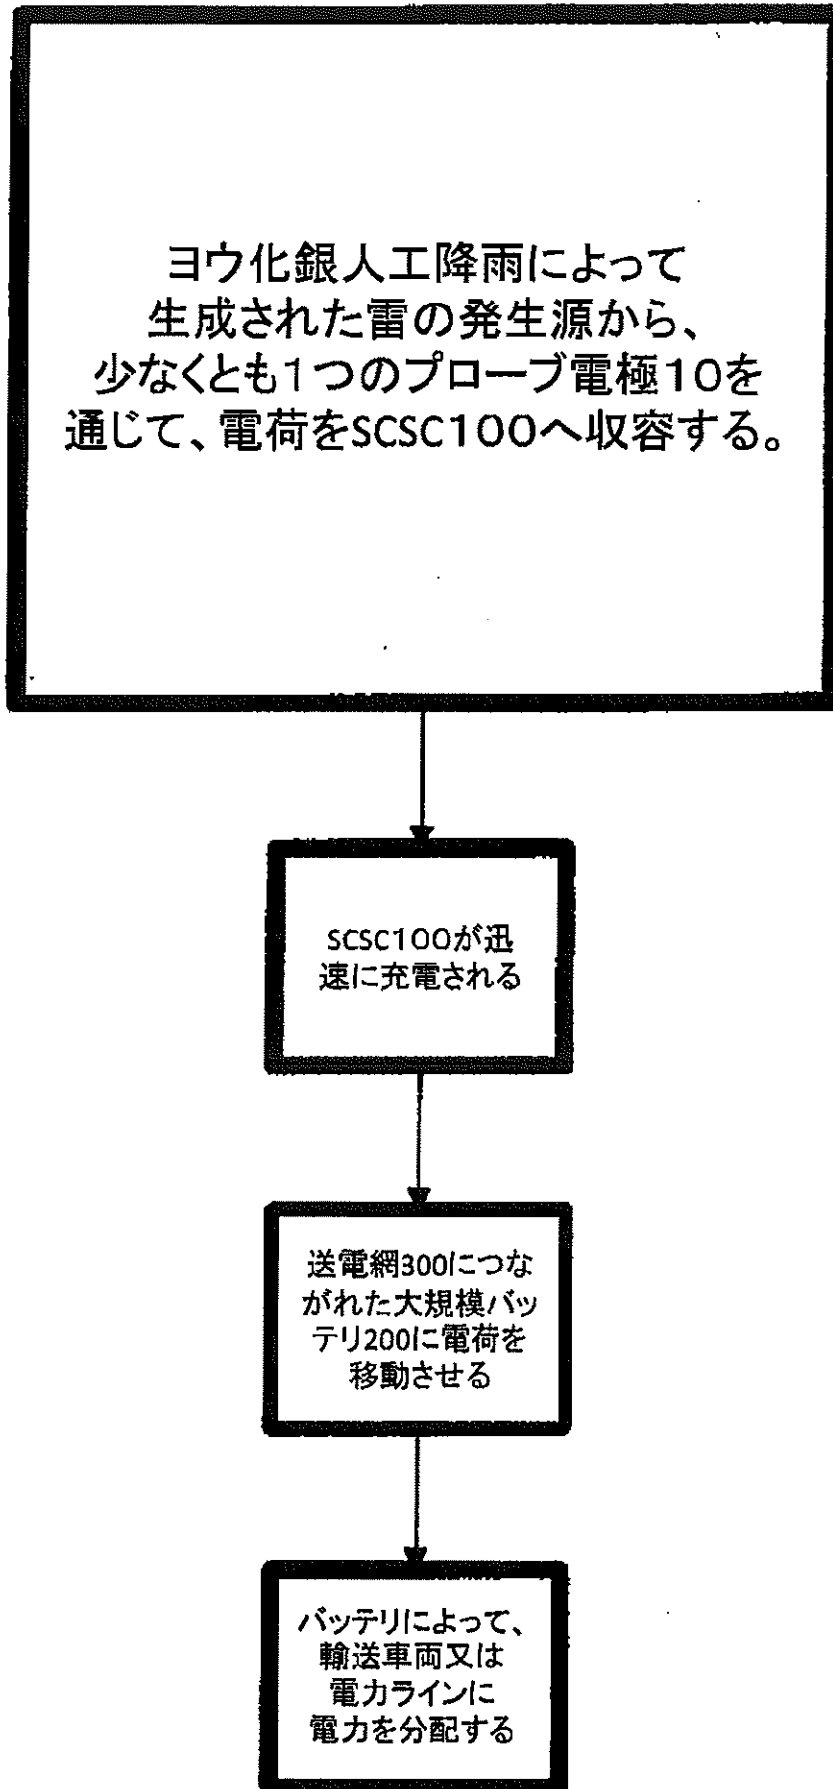 ヨウ化銀人工降雨によって
生成された雷の発生源から、
少なくとも1つのプローブ電極10を
通じて、電荷をSCSC100へ収容する。
SCSC100が迅
速に充電される
送電網300につな
がれた大規模バッ
テリ200に電荷を
移動させる
バッテリによって、
輸送車両又は
電力ラインに
電力を分配する